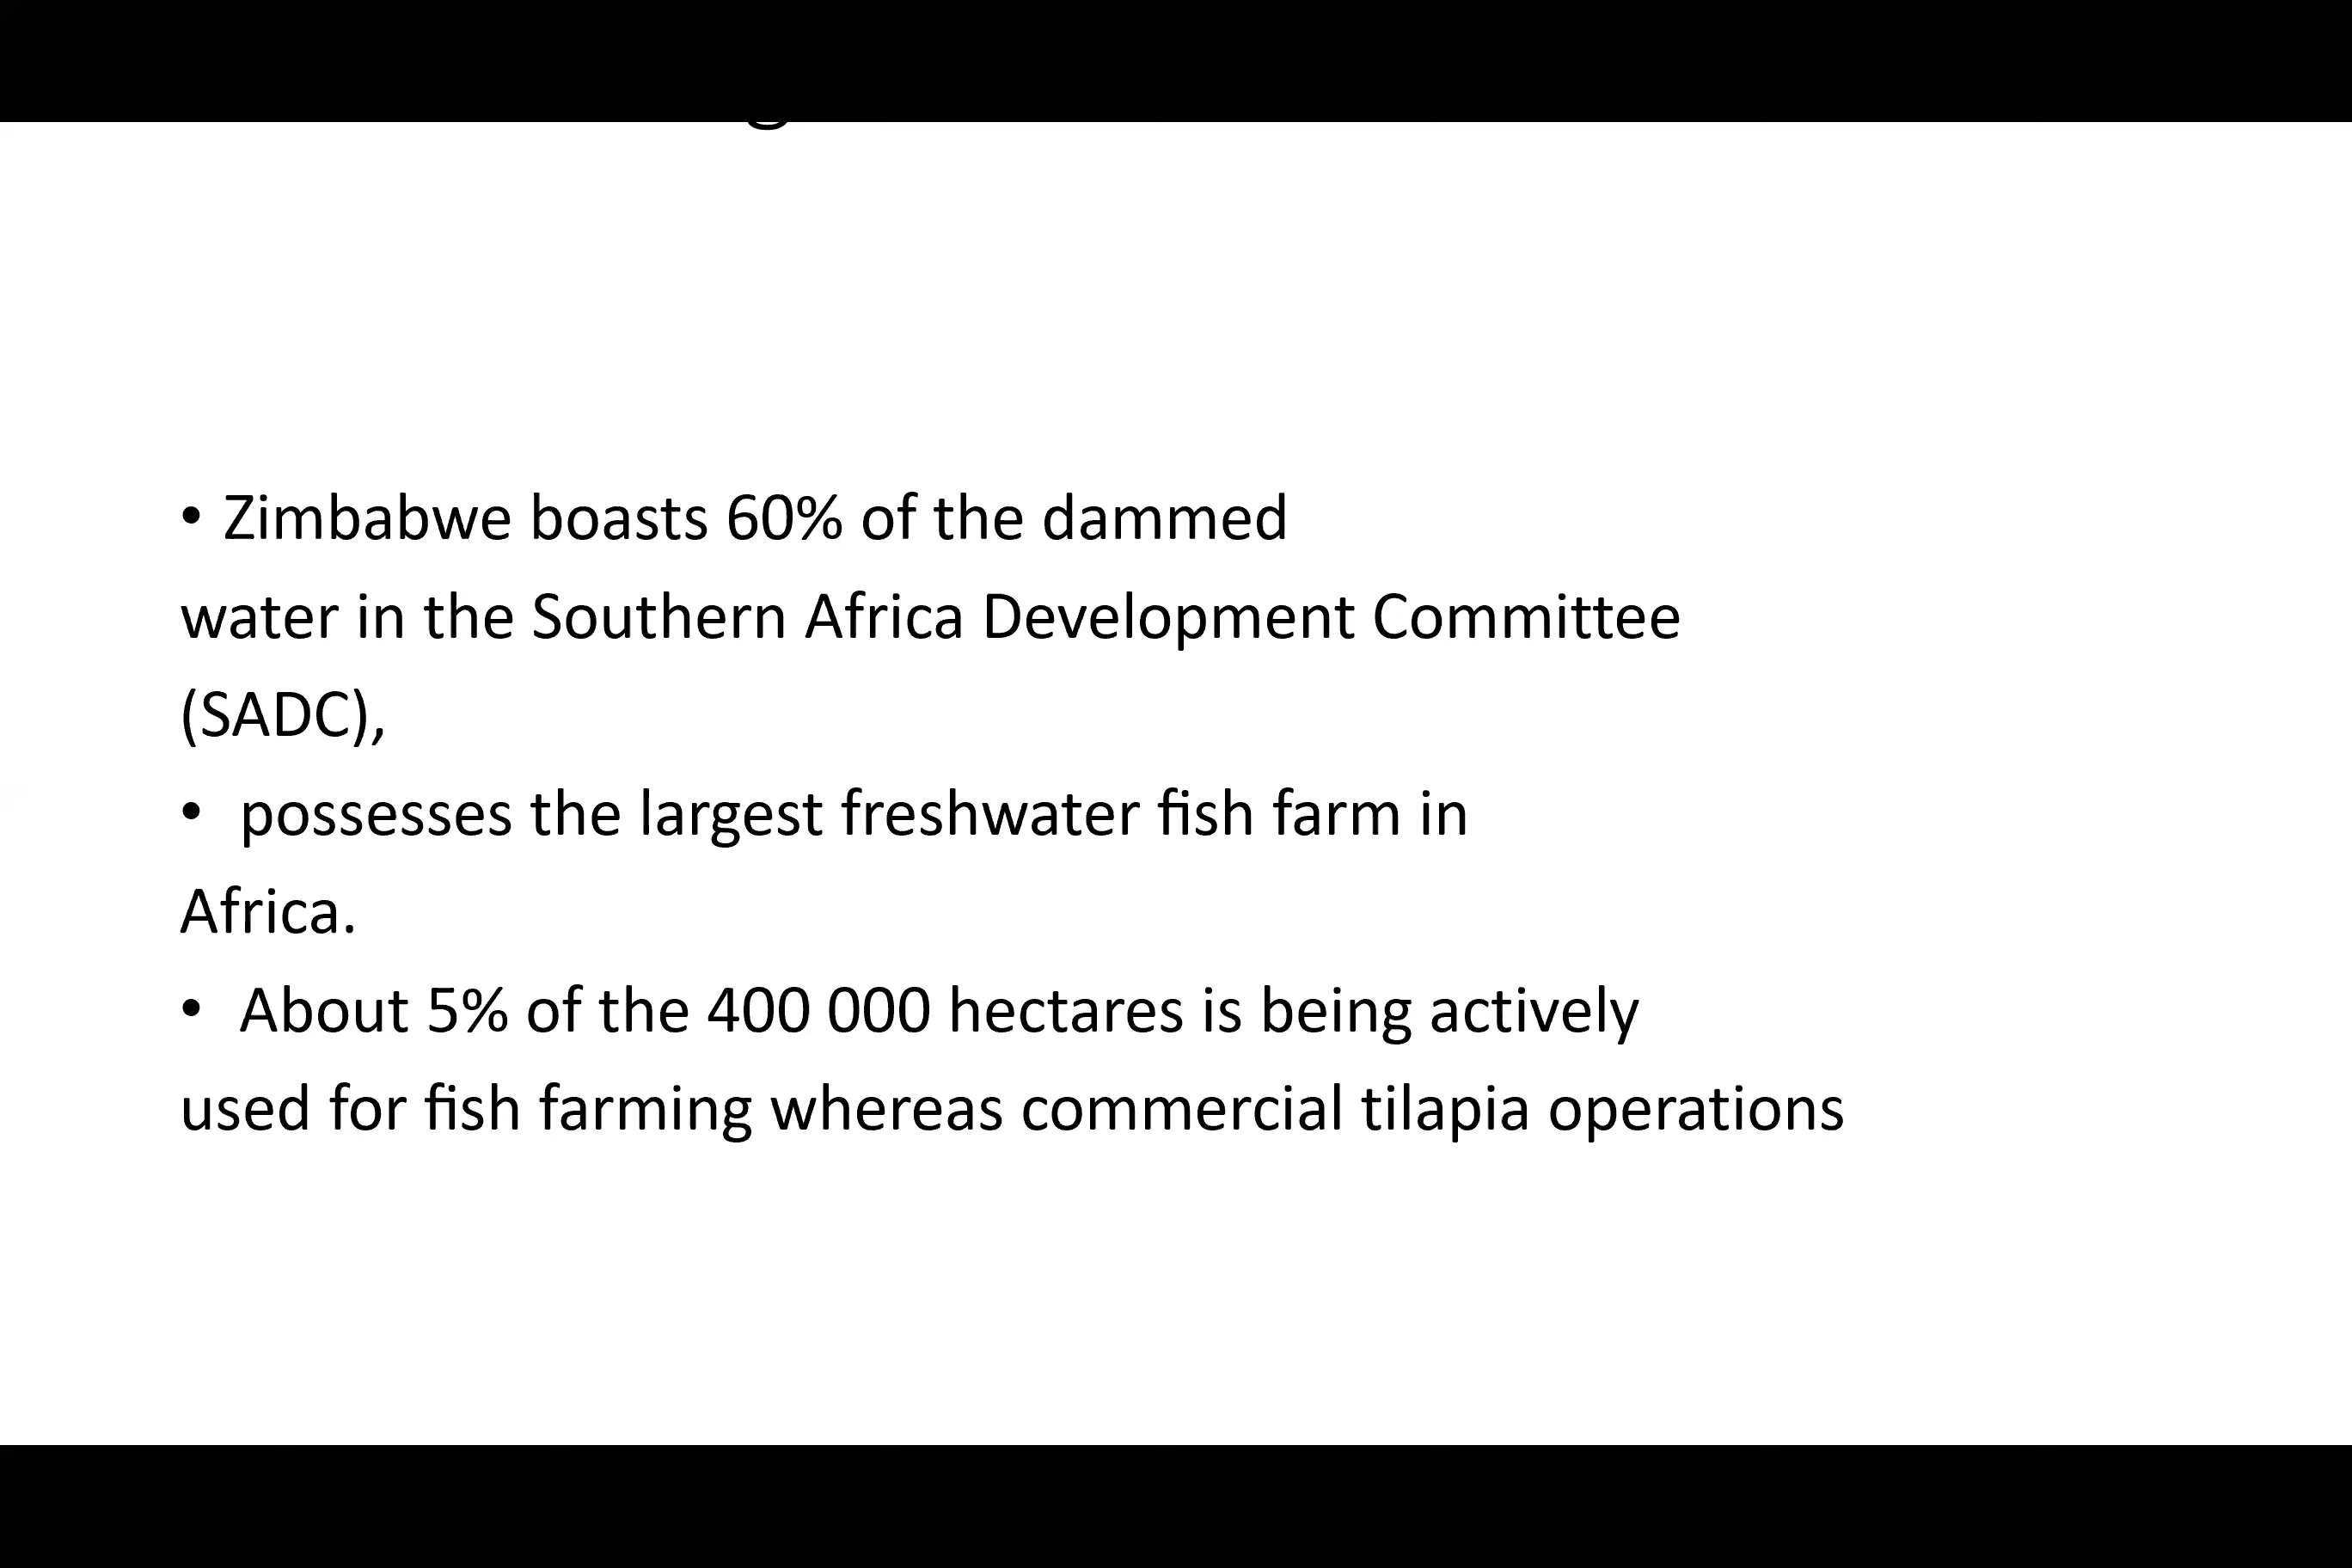 • Zimbabwe boasts 60% of the dammed
water in the Southern Africa Development Committee
(SADC),
• possesses the largest freshwater fish farm in
Africa.
• About 5% of the 400 000 hectares is being actively
used for fish farming whereas commercial tilapia operations